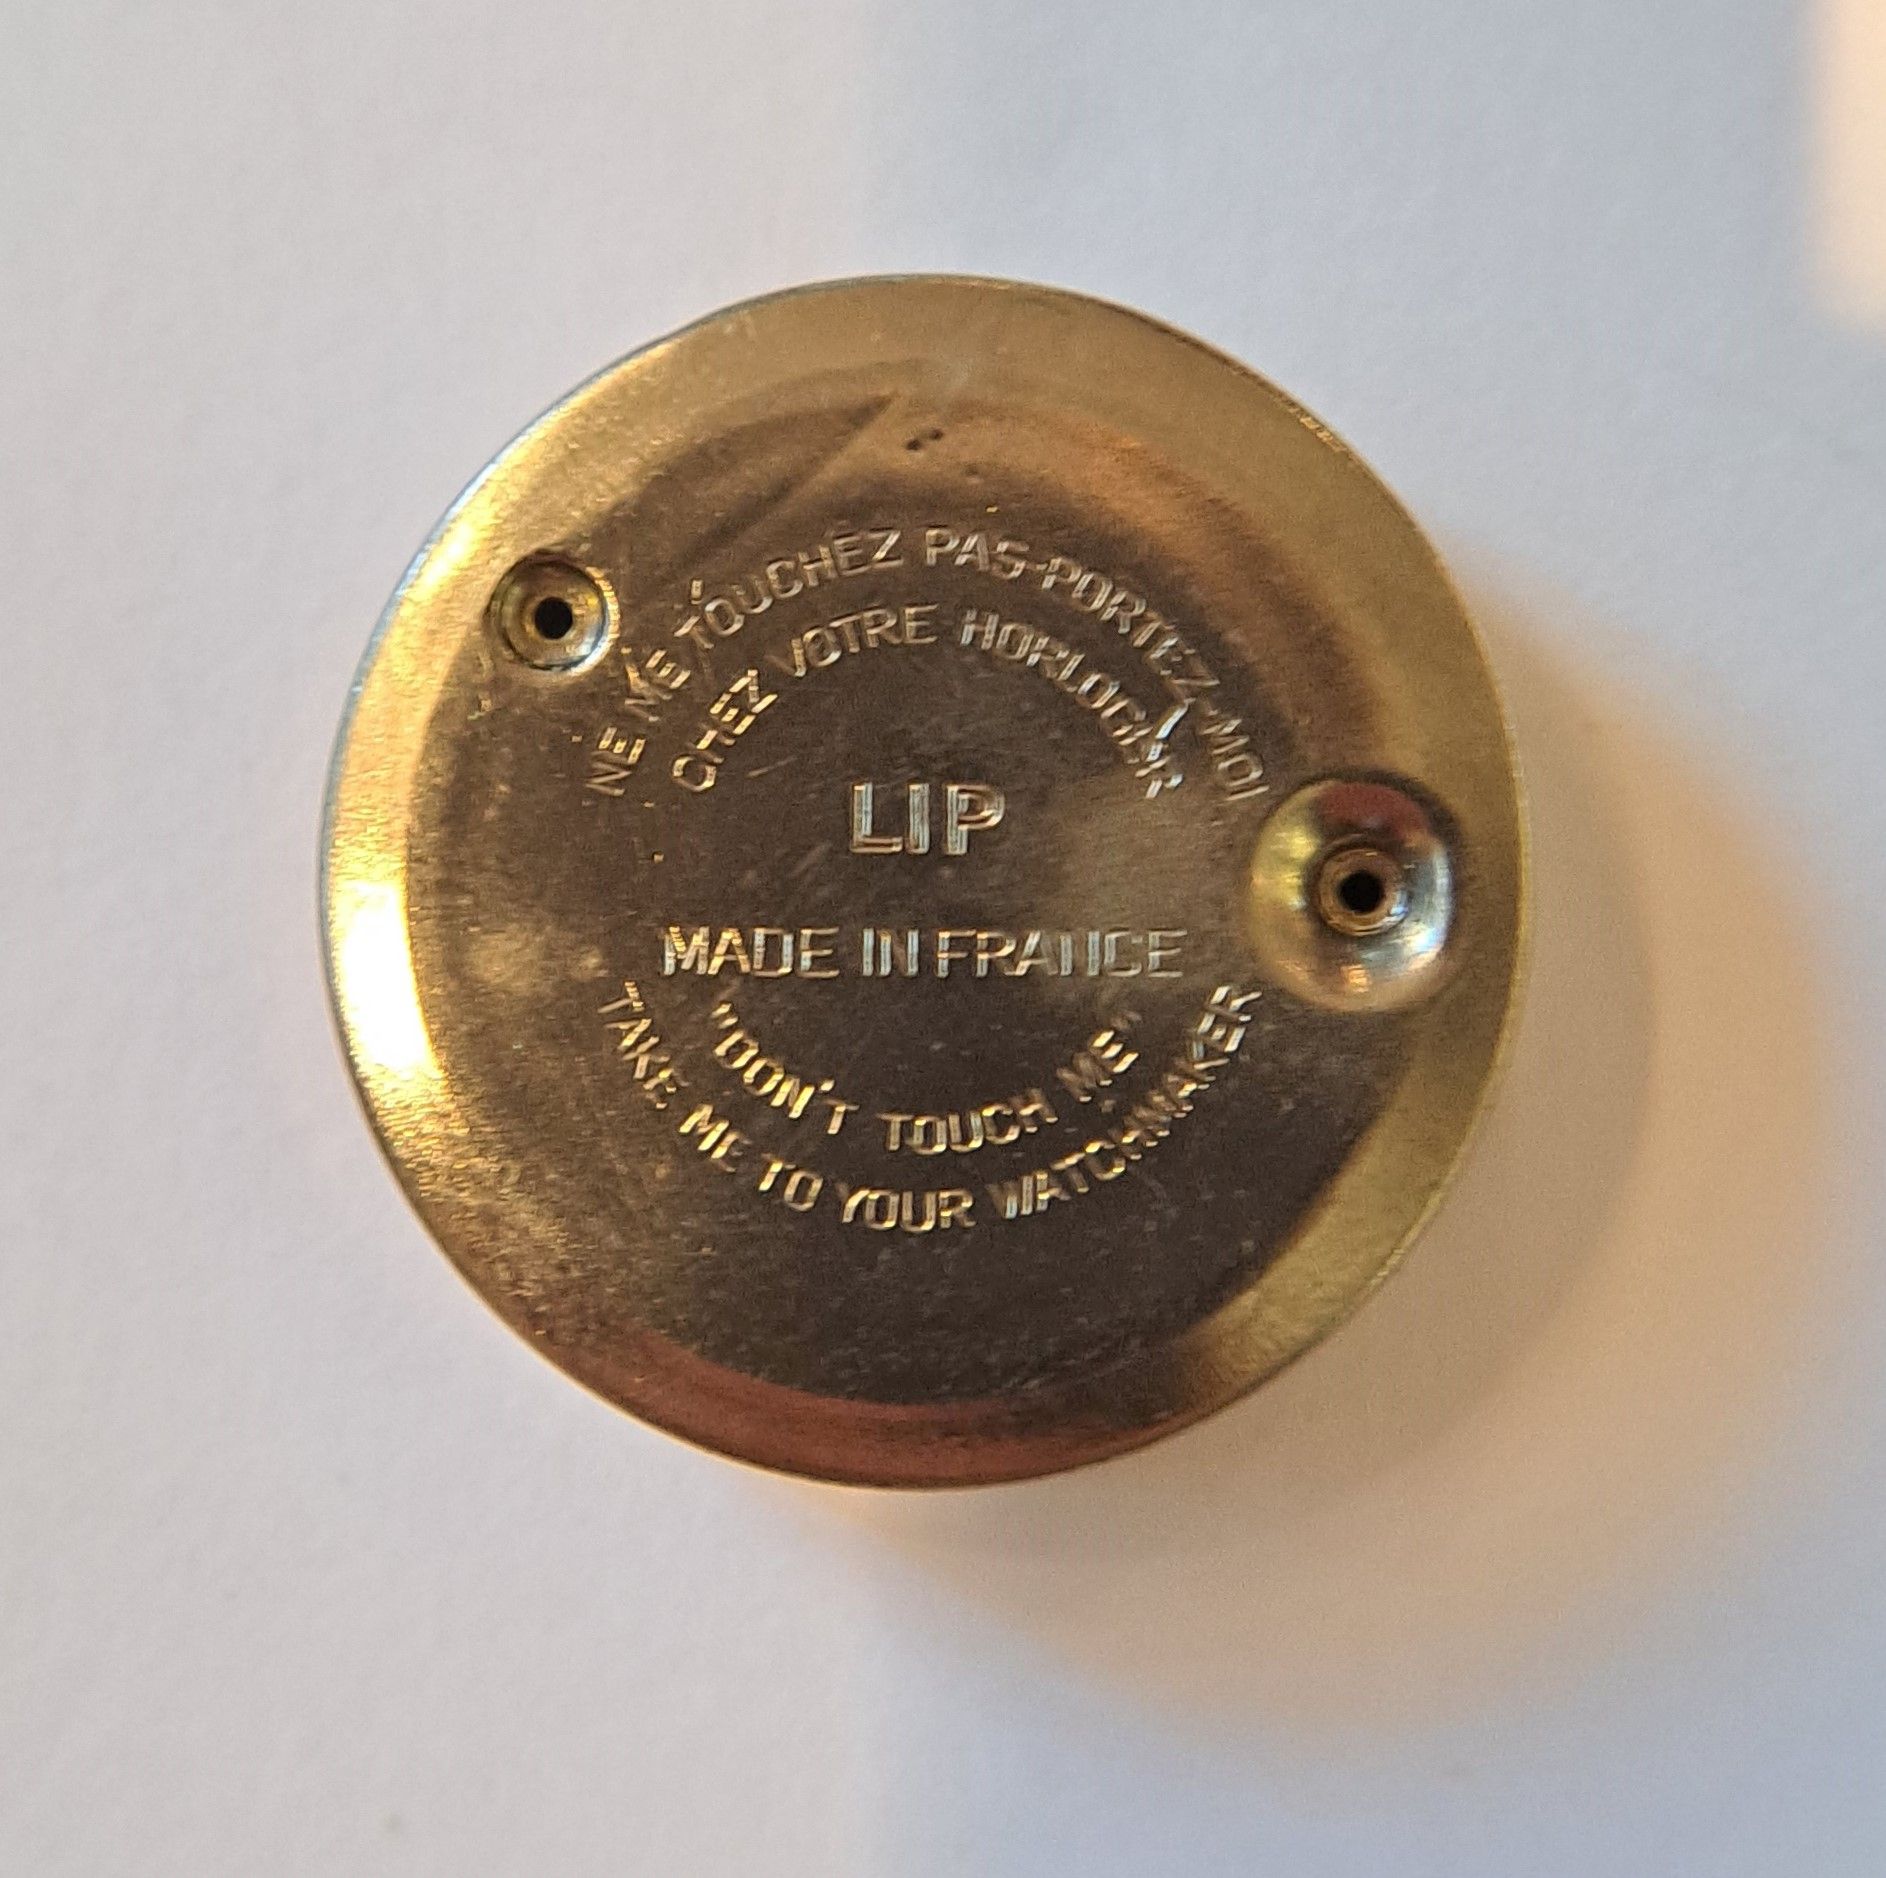 NE ME TOUCHEZ PAS-PORTEZ-MOI
CHEZ VOTRE HORLOGER
LIP
MADE IN FRANCE
"DON'T TOUCH ME"
TAKE ME TO YOUR WATCHMAKER